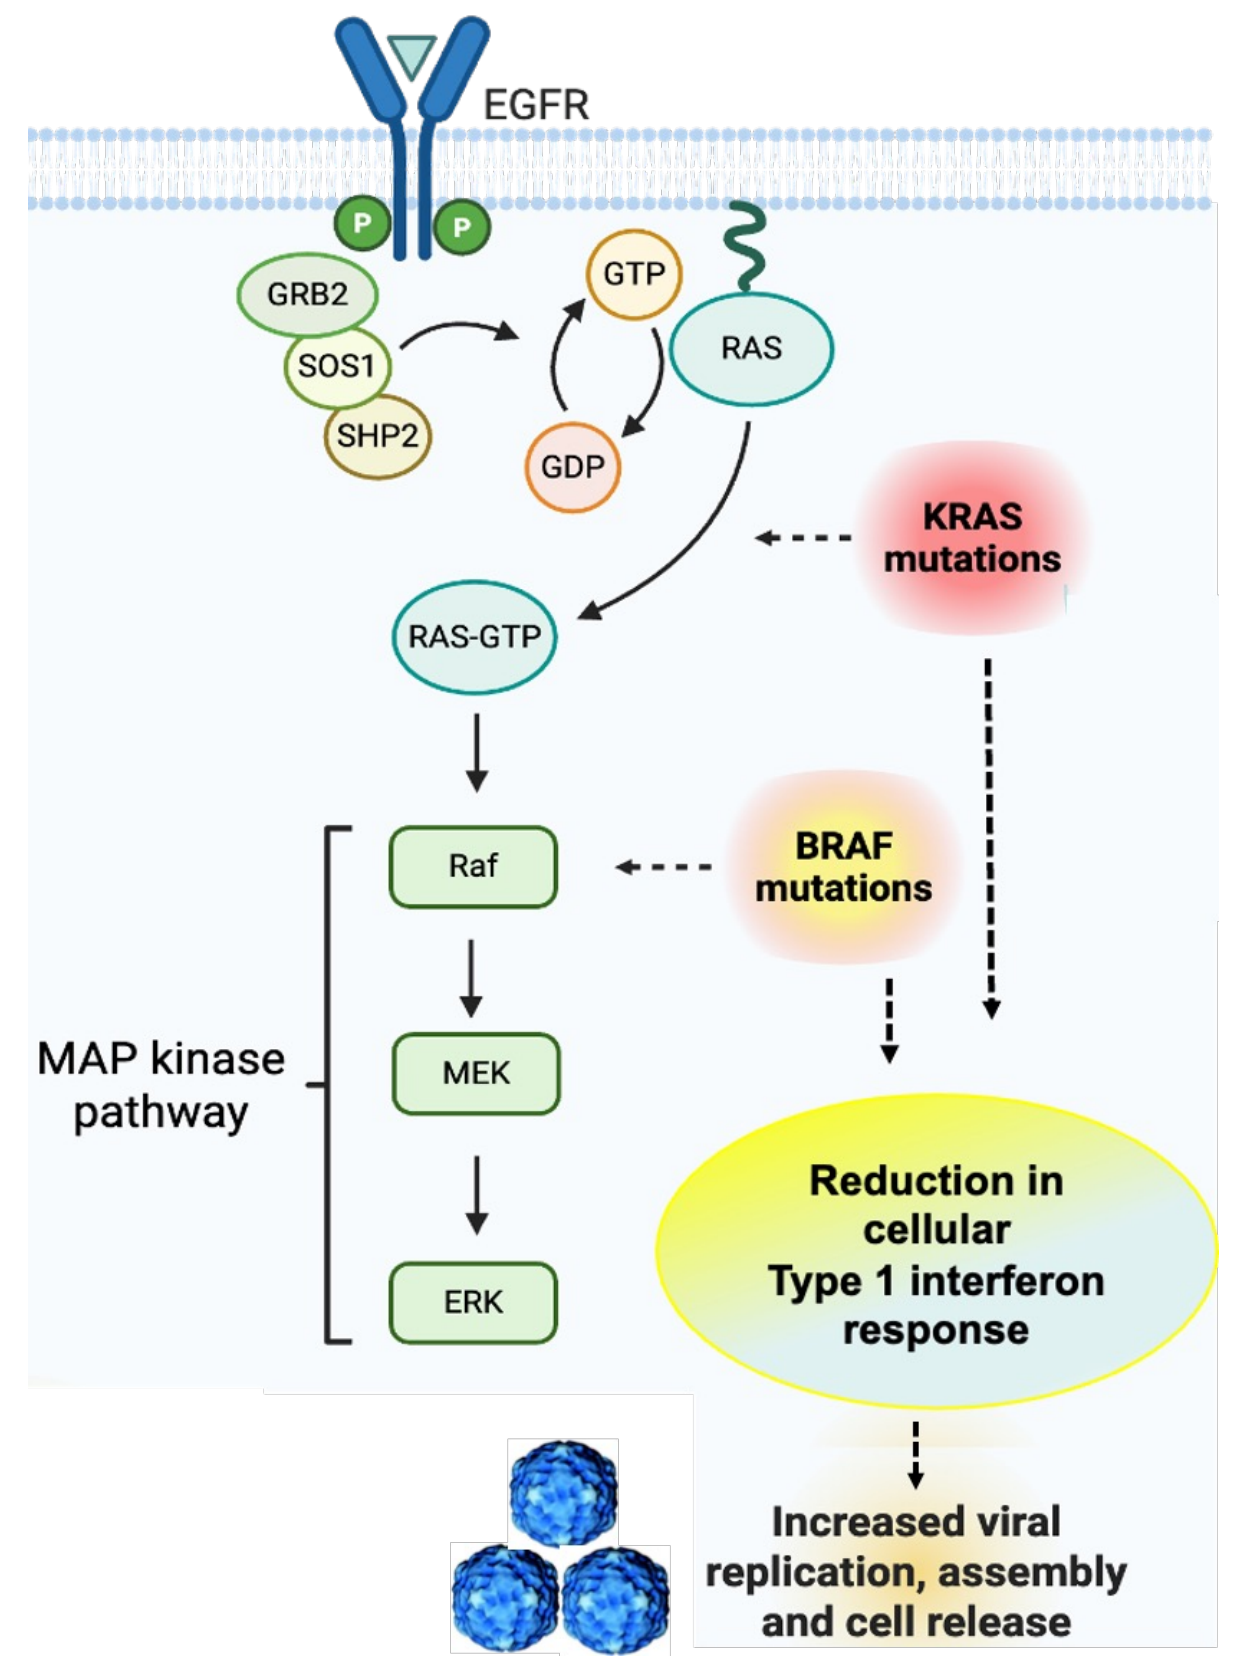 EGFR
P
P
GRB2
SOS1
SHP2
GTP
GDP
RAS
KRAS
mutations
RAS-GTP
Raf
BRAF
mutations
MAP kinase
pathway
MEK
ERK
Reduction in
cellular
Type 1 interferon
response
Increased viral
replication, assembly
and cell release